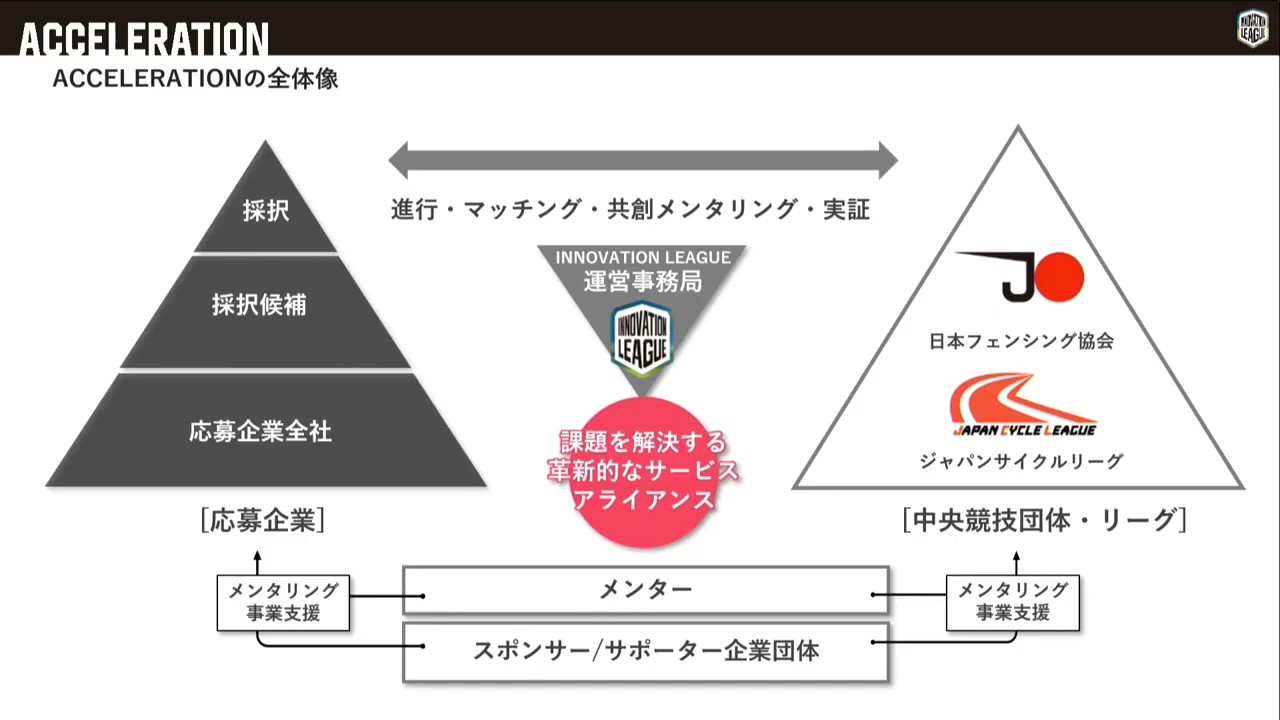 ACCELERATION
INNOVATION
LEAGUE
ACCELERATIONの全体像
進行・マッチング・共創メンタリング・実証
採択
採択候補
応募企業全社
[応募企業]
INNOVATION LEAGUE
運営事務局
INNOVATION
LEAGUE
課題を解決する
革新的なサービス
アライアンス
JO
日本フェンシング協会
JAPAN CYCLE LEAGUE
ジャパンサイクルリーグ
[中央競技団体・リーグ]
メンタリング
事業支援
メンター
スポンサー/サポーター企業団体
メンタリング
事業支援